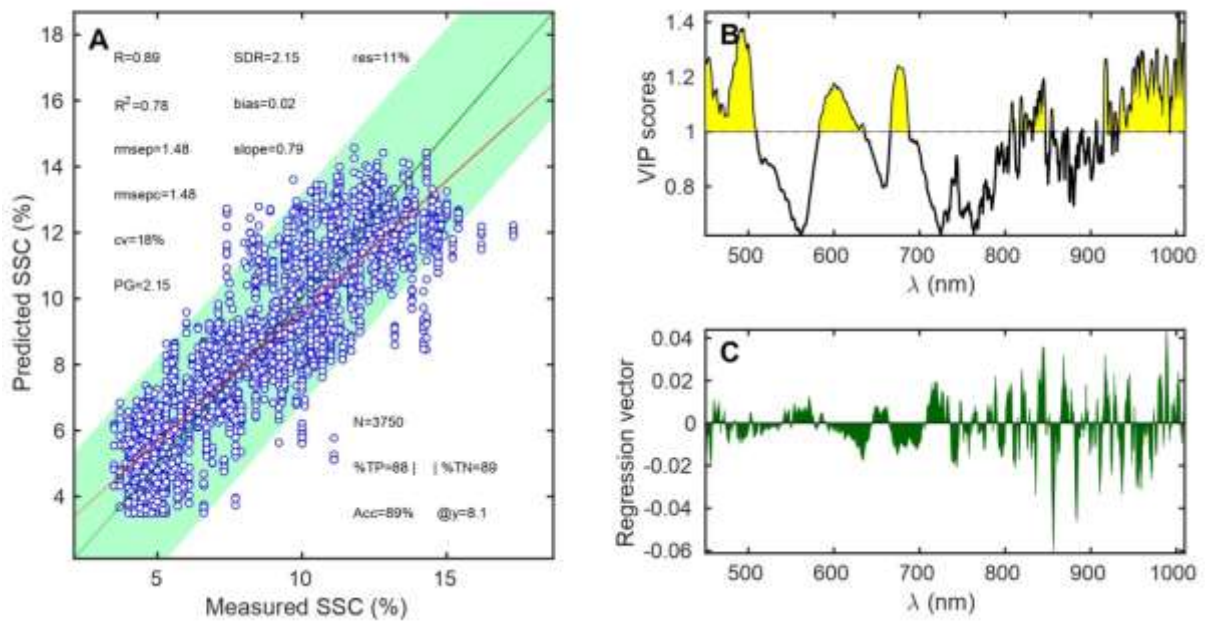 A
R=0.89 SDR=2.15 res=11%
R²=0.78 bias=0.02
rmsep=1.48 slope=0.79
rmsepc=1.48
cv=18%
PG=2.15
N=3750
%TP=88 | | %TN=89
Acc=89% @y=8.1
18
16
14
12
10
8
6
4
5 10 15
Predicted SSC (%)
Measured SSC (%)
B
1.4
1.2
1
0.8
500 600 700 800 900 1000
VIP scores
λ (nm)
C
0.04
0.02
0
-0.02
-0.04
-0.06
500 600 700 800 900 1000
Regression vector
λ (nm)